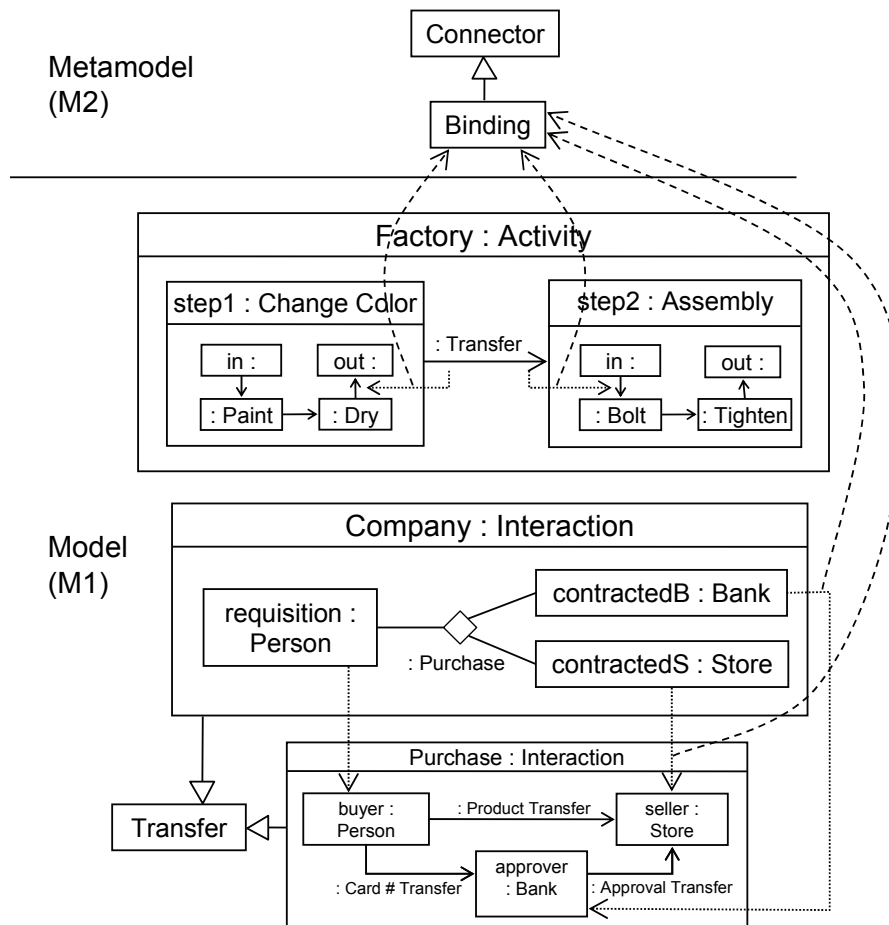 Connector
Metamodel
(M2)
Binding
Factory : Activity
step1 : Change Color
step2 : Assembly
: Transfer
in :
out :
in :
out :
: Paint
: Dry
: Bolt
: Tighten
Company : Interaction
Model
(M1)
requisition :
Person
contractedB : Bank
: Purchase
contractedS : Store
Purchase : Interaction
Transfer
buyer :
Person
: Product Transfer
seller :
Store
: Card # Transfer
approver
: Bank
: Approval Transfer